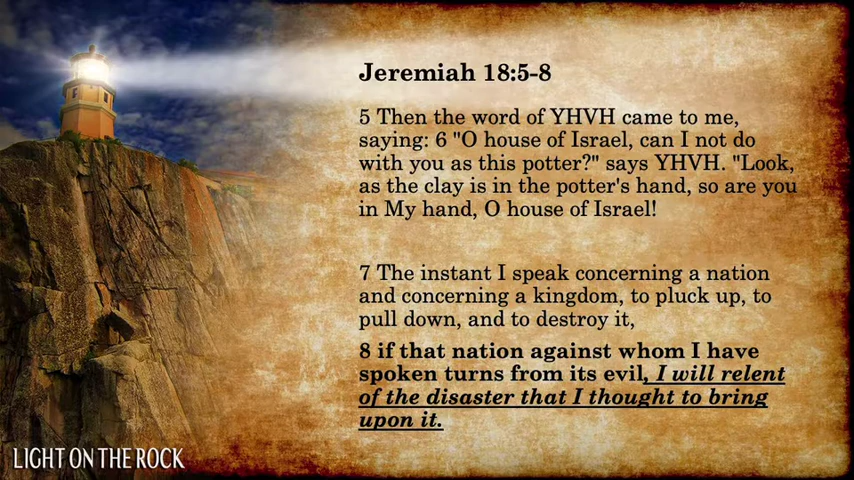 Jeremiah 18:5-8
5 Then the word of YHVH came to me,
saying: 6 "O house of Israel, can I not do
with you as this potter?" says YHVH. "Look,
as the clay is in the potter's hand, so are you
in My hand, O house of Israel!
7 The instant I speak concerning a nation
and concerning a kingdom, to pluck up, to
pull down, and to destroy it,
8 if that nation against whom I have
spoken turns from its evil, I will relent
of the disaster that I thought to bring
upon it.
LIGHT ON THE ROCK